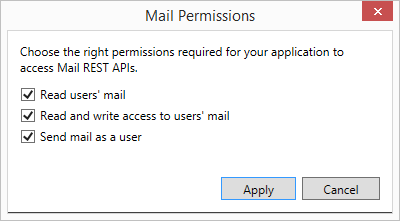 Mail Permissions
Choose the right permissions required for your application to
access Mail REST APIs.
Read users' mail
Read and write access to users' mail
Send mail as a user
Apply
Cancel